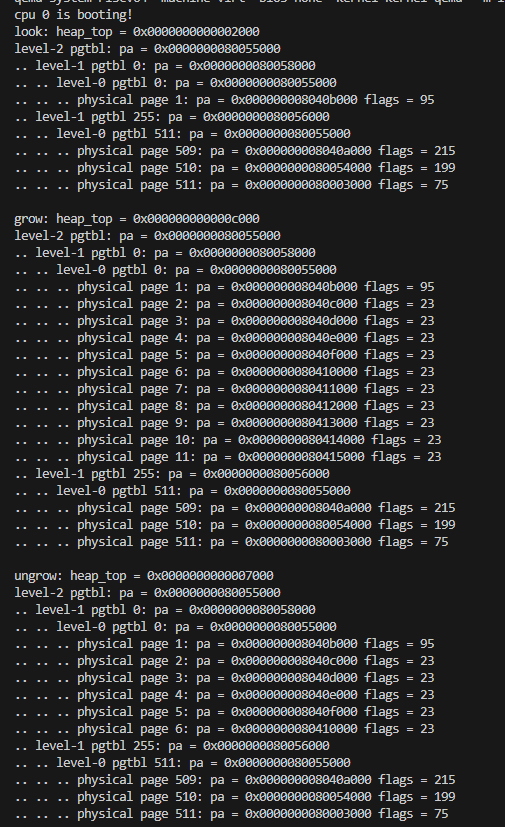 cpu 0 is booting!
look: heap_top = 0x0000000000002000
level-2 pgtbl: pa = 0x0000000080055000
.. level-1 pgtbl 0: pa = 0x0000000080058000
.. .. level-0 pgtbl 0: pa = 0x0000000080055000
.. .. .. physical page 1: pa = 0x000000008040b000 flags = 95
.. level-1 pgtbl 255: pa = 0x0000000080056000
.. .. level-0 pgtbl 511: pa = 0x0000000080055000
.. .. .. physical page 509: pa = 0x000000008040a000 flags = 215
.. .. .. physical page 510: pa = 0x0000000080054000 flags = 199
.. .. .. physical page 511: pa = 0x0000000080003000 flags = 75
grow: heap_top = 0x000000000000c000
level-2 pgtbl: pa = 0x0000000080055000
.. level-1 pgtbl 0: pa = 0x0000000080058000
.. .. level-0 pgtbl 0: pa = 0x0000000080055000
.. .. .. physical page 1: pa = 0x000000008040b000 flags = 95
.. .. .. physical page 2: pa = 0x000000008040c000 flags = 23
.. .. .. physical page 3: pa = 0x000000008040d000 flags = 23
.. .. .. physical page 4: pa = 0x000000008040e000 flags = 23
.. .. .. physical page 5: pa = 0x000000008040f000 flags = 23
.. .. .. physical page 6: pa = 0x0000000080410000 flags = 23
.. .. .. physical page 7: pa = 0x0000000080411000 flags = 23
.. .. .. physical page 8: pa = 0x0000000080412000 flags = 23
.. .. .. physical page 9: pa = 0x0000000080413000 flags = 23
.. .. .. physical page 10: pa = 0x0000000080414000 flags = 23
.. .. .. physical page 11: pa = 0x0000000080415000 flags = 23
.. level-1 pgtbl 255: pa = 0x0000000080056000
.. .. level-0 pgtbl 511: pa = 0x0000000080055000
.. .. .. physical page 509: pa = 0x000000008040a000 flags = 215
.. .. .. physical page 510: pa = 0x0000000080054000 flags = 199
.. .. .. physical page 511: pa = 0x0000000080003000 flags = 75
ungrow: heap_top = 0x0000000000007000
level-2 pgtbl: pa = 0x0000000080055000
.. level-1 pgtbl 0: pa = 0x0000000080058000
.. .. level-0 pgtbl 0: pa = 0x0000000080055000
.. .. .. physical page 1: pa = 0x000000008040b000 flags = 95
.. .. .. physical page 2: pa = 0x000000008040c000 flags = 23
.. .. .. physical page 3: pa = 0x000000008040d000 flags = 23
.. .. .. physical page 4: pa = 0x000000008040e000 flags = 23
.. .. .. physical page 5: pa = 0x000000008040f000 flags = 23
.. .. .. physical page 6: pa = 0x0000000080410000 flags = 23
.. level-1 pgtbl 255: pa = 0x0000000080056000
.. .. level-0 pgtbl 511: pa = 0x0000000080055000
.. .. .. physical page 509: pa = 0x000000008040a000 flags = 215
.. .. .. physical page 510: pa = 0x0000000080054000 flags = 199
.. .. .. physical page 511: pa = 0x0000000080003000 flags = 75